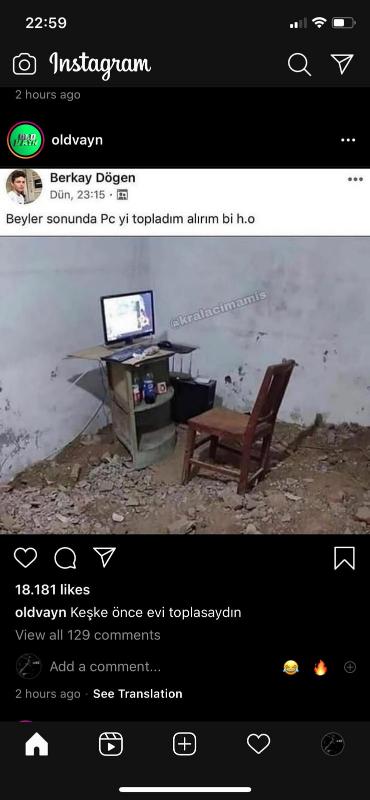 22:59
Instagram
2 hours ago
oldvayn
Berkay Dögen
Dün, 23:15 ·
Beyler sonunda Pc yi topladım alırım bi h.o
@kralacimamis
18.181 likes
oldvayn Keşke önce evi toplasaydın
View all 129 comments
Add a comment...
2 hours ago · See Translation